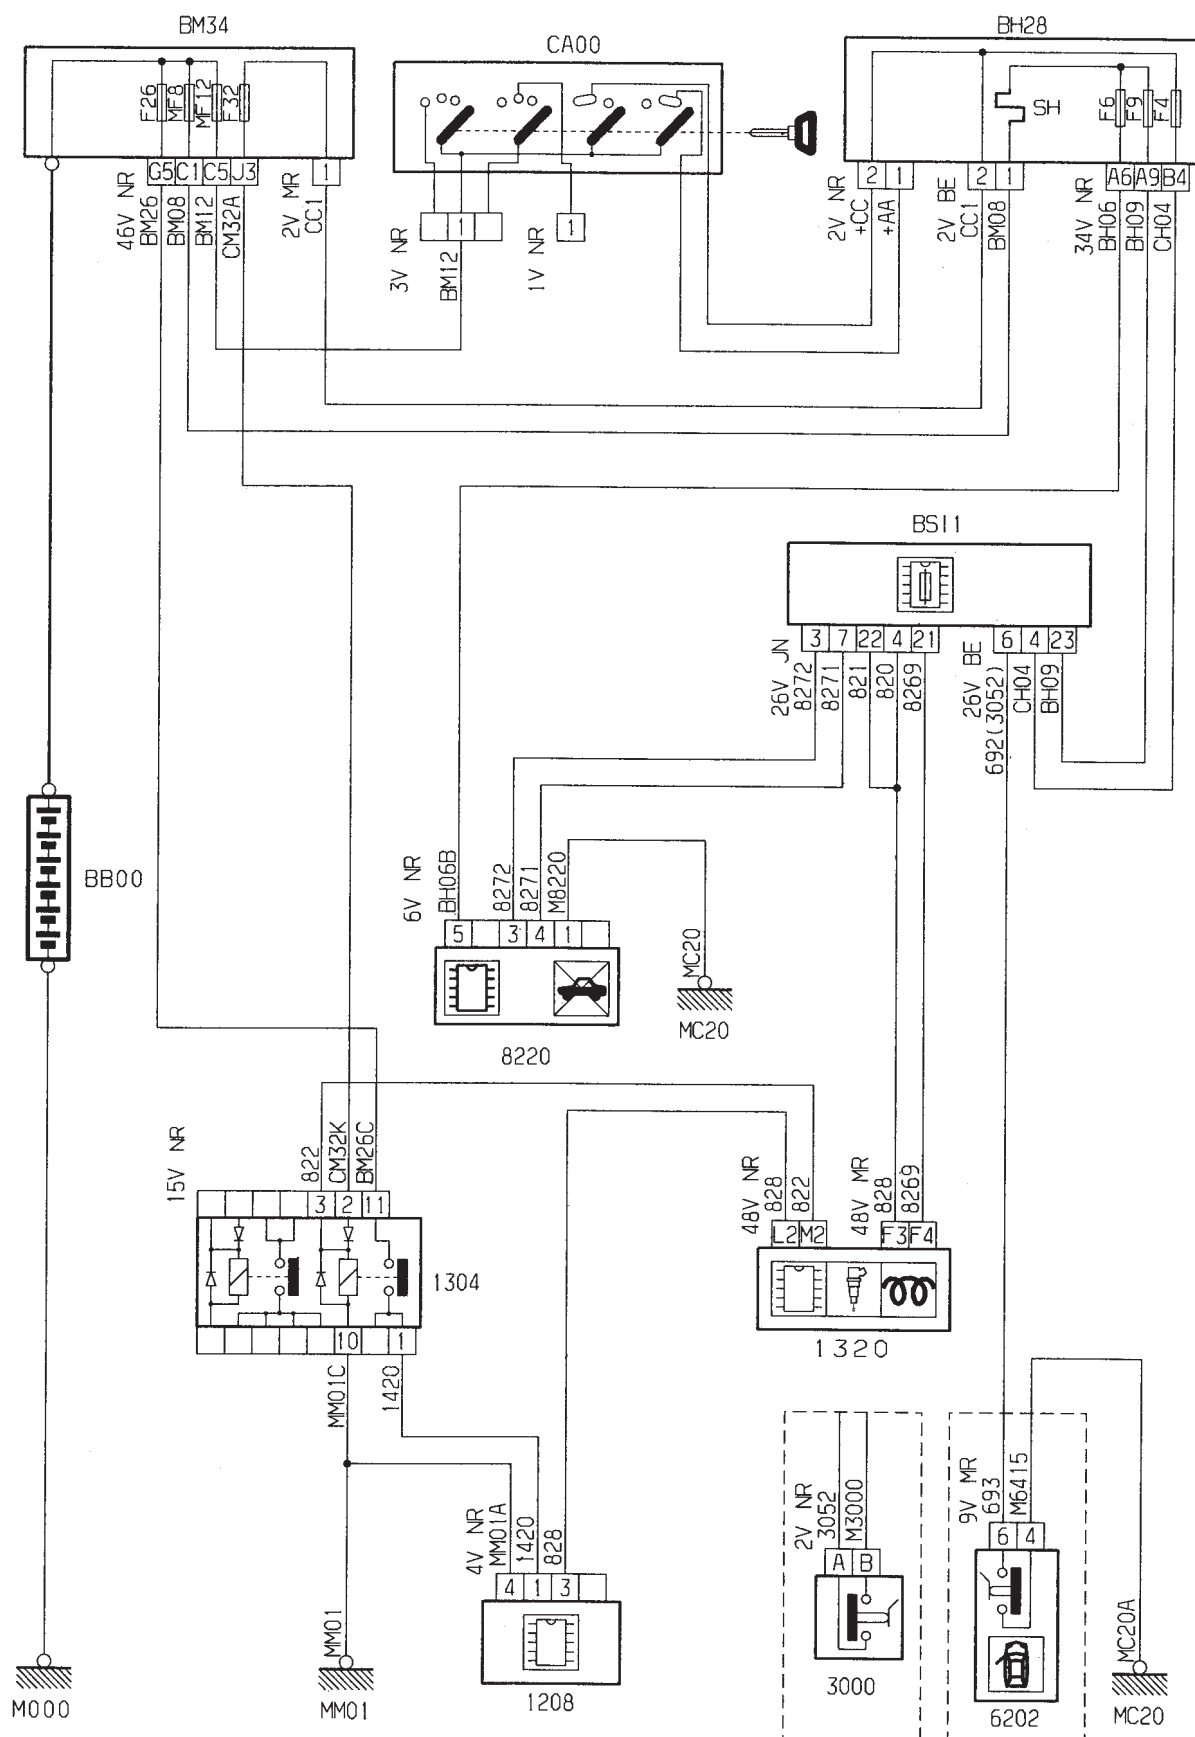 BM34
CA00
BH28
F26
MF8
MF12
F32
SH
F6
F9
F4
G5 C1 C5 J3
1
2 1
2 1
A6 A9 B4
46V NR
BM26
BM08
BM12
CM32A
2V MR
CC1
3V NR
1
BM12
1V NR
1
2V NR
+CC
+AA
2V BE
CC1
BM08
34V NR
BH06
BH09
CH04
BSI1
3 7 22 4 21
6 4 23
26V JN
8272
8271
821
820
8269
26V BE
692(3052)
CH04
BH09
BB00
6V NR
BH06B
8272
8271
M8220
5 3 4 1
MC20
MC20
8220
15V NR
822
CM32K
BM26C
3 2 11
1304
10 1
MM01C
1420
48V NR
828
822
48V MR
828
8269
L2 M2
F3 F4
1320
4V NR
MM01A
1420
828
4 1 3
1208
2V NR
3052
M3000
A B
3000
9V MR
693
M6415
6 4
6202
MC20A
MC20
M000
MM01
MM01